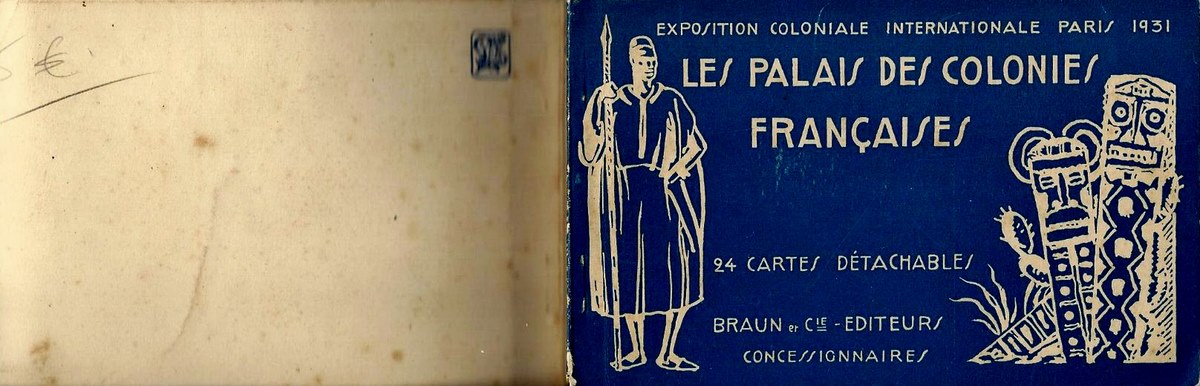 €
EXPOSITION COLONIALE INTERNATIONALE PARIS 1931
LES PALAIS DES COLONIES
FRANÇAISES
24 CARTES DÉTACHABLES
BRAUN et CIE - EDITEURS
CONCESSIONNAIRES